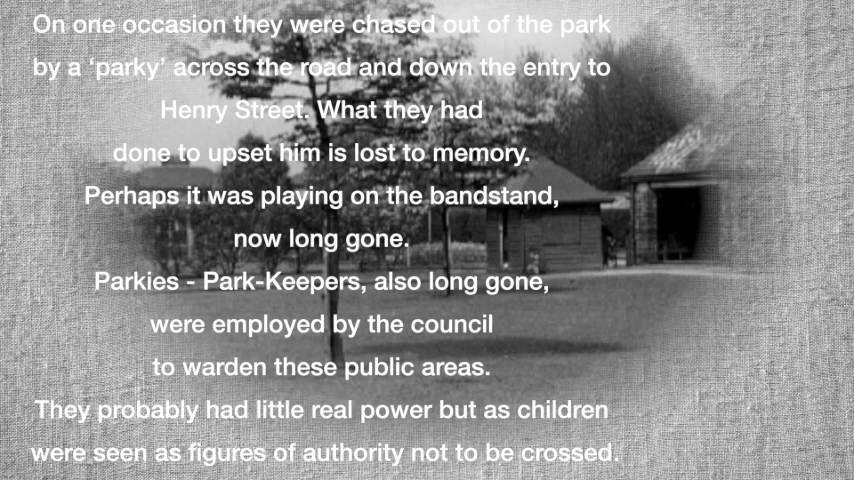 On one occasion they were chased out of the park
by a ‘parky’ across the road and down the entry to
Henry Street. What they had
done to upset him is lost to memory.
Perhaps it was playing on the bandstand,
now long gone.
Parkies - Park-Keepers, also long gone,
were employed by the council
to warden these public areas.
They probably had little real power but as children
were seen as figures of authority not to be crossed.